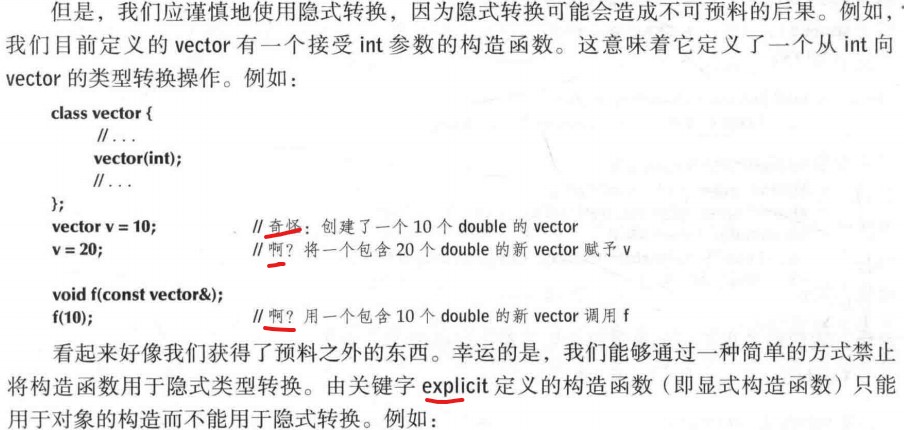 但是，我们应谨慎地使用隐式转换，因为隐式转换可能会造成不可预料的后果。例如，
我们目前定义的 vector 有一个接受 int 参数的构造函数。这意味着它定义了一个从 int 向
vector 的类型转换操作。例如：
class vector {
// . . .
vector(int);
// . . .
};
vector v = 10; // 奇怪：创建了一个 10 个 double 的 vector
v = 20; // 啊？将一个包含 20 个 double 的新 vector 赋予 v
void f(const vector&);
f(10); // 啊？用一个包含 10 个 double 的新 vector 调用 f
看起来好像我们获得了预料之外的东西。幸运的是，我们能够通过一种简单的方式禁止
将构造函数用于隐式类型转换。由关键字 explicit 定义的构造函数（即显式构造函数）只能
用于对象的构造而不能用于隐式转换。例如：